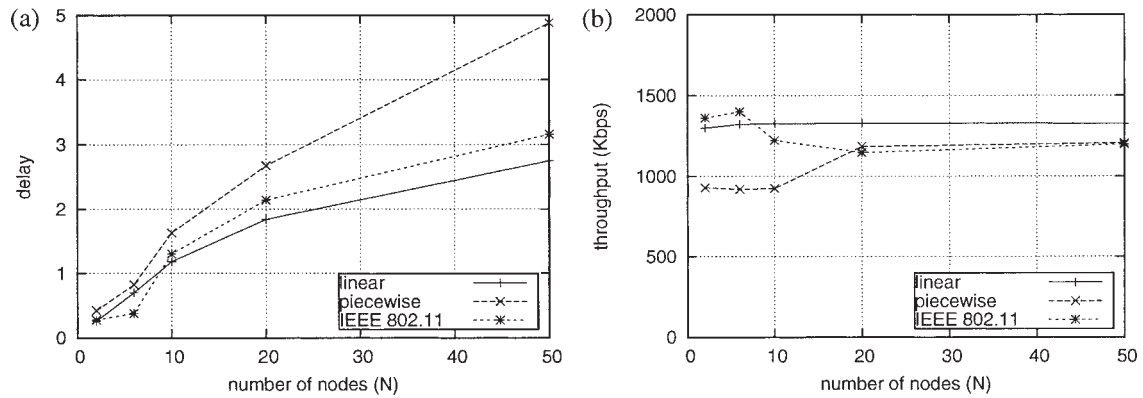 (a)
5
4
3
2
1
0
delay
0 10 20 30 40 50
number of nodes (N)
linear
piecewise
IEEE 802.11
(b)
2000
1500
1000
500
0
throughput (Kbps)
0 10 20 30 40 50
number of nodes (N)
linear
piecewise
IEEE 802.11